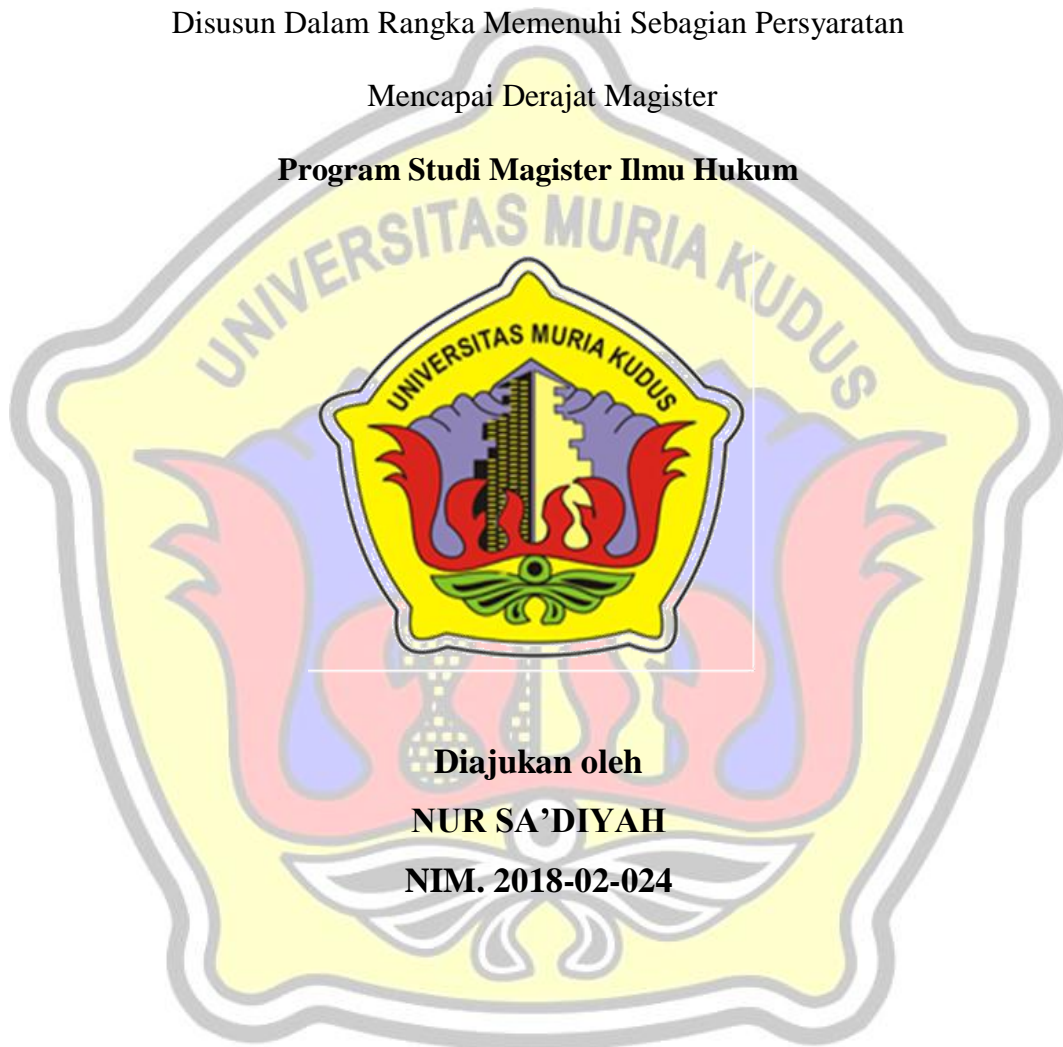 Disusun Dalam Rangka Memenuhi Sebagian Persyaratan
Mencapai Derajat Magister
Program Studi Magister Ilmu Hukum
UNIVERSITAS MURIA KUDUS
UNIVERSITAS MURIA KUDUS
Diajukan oleh
NUR SA’DIYAH
NIM. 2018-02-024